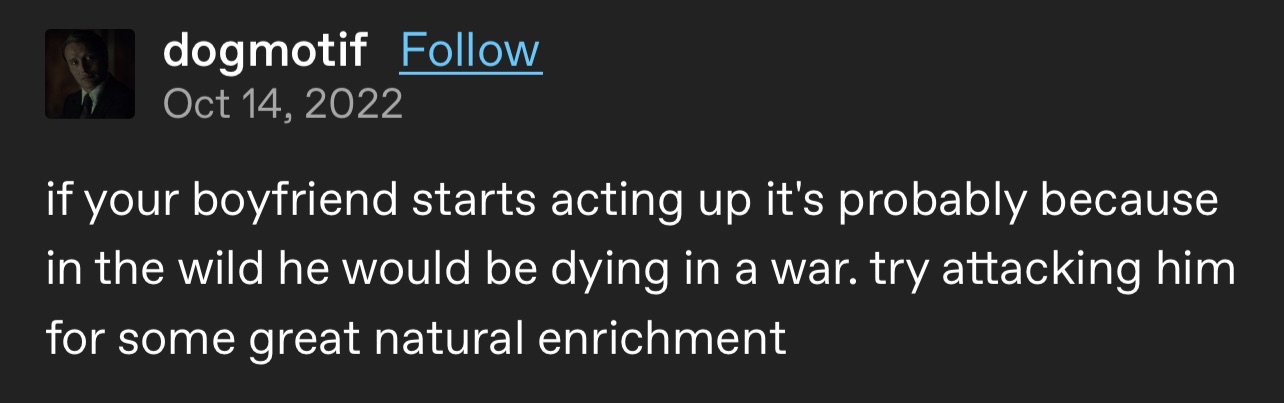 dogmotif Follow
Oct 14, 2022
if your boyfriend starts acting up it's probably because
in the wild he would be dying in a war. try attacking him
for some great natural enrichment